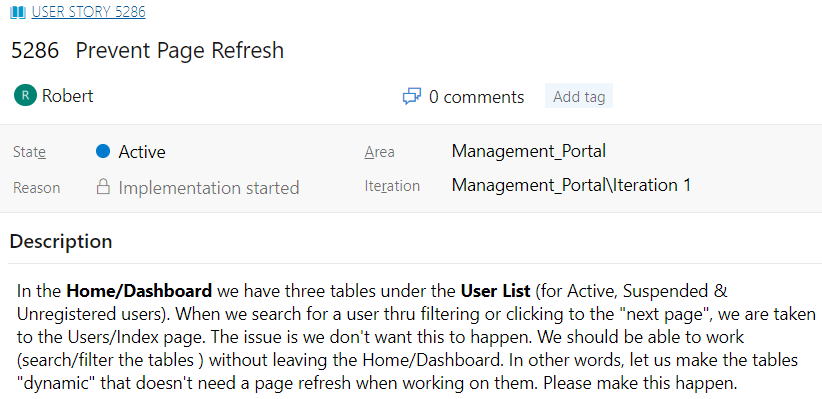 USER STORY 5286
5286 Prevent Page Refresh
R Robert 0 comments Add tag
State Active Area Management_Portal
Reason Implementation started Iteration Management_Portal\Iteration 1
Description
In the Home/Dashboard we have three tables under the User List (for Active, Suspended &
Unregistered users). When we search for a user thru filtering or clicking to the "next page", we are taken
to the Users/Index page. The issue is we don't want this to happen. We should be able to work
(search/filter the tables ) without leaving the Home/Dashboard. In other words, let us make the tables
"dynamic" that doesn't need a page refresh when working on them. Please make this happen.